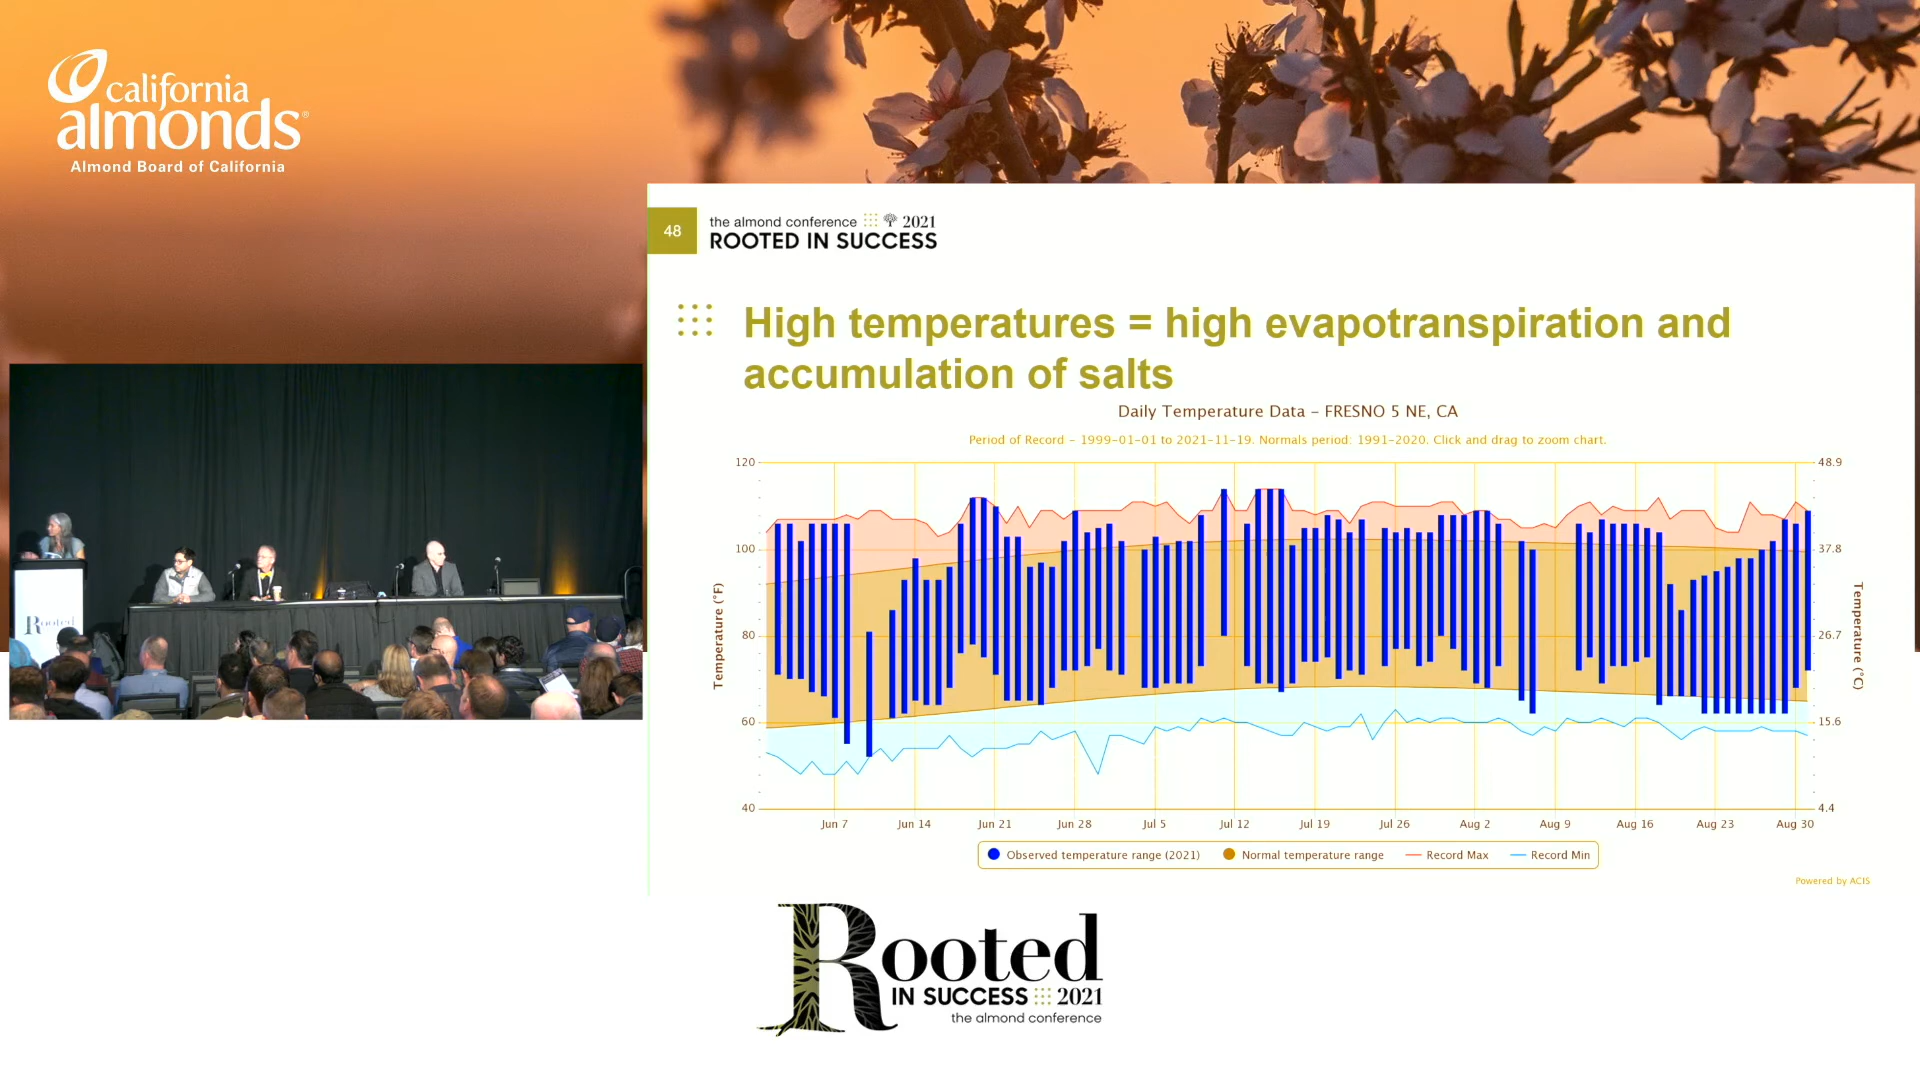 california
almonds®
Almond Board of California
48
the almond conference 2021
ROOTED IN SUCCESS
High temperatures = high evapotranspiration and
accumulation of salts
Daily Temperature Data – FRESNO 5 NE, CA
Period of Record – 1999-01-01 to 2021-11-19. Normals period: 1991-2020. Click and drag to zoom chart.
Temperature (°F)
120
100
80
60
40
48.9
37.8
26.7
15.6
4.4
Temperature (°C)
Jun 7 Jun 14 Jun 21 Jun 28 Jul 5 Jul 12 Jul 19 Jul 26 Aug 2 Aug 9 Aug 16 Aug 23 Aug 30
Observed temperature range (2021) Normal temperature range Record Max Record Min
Powered by ACIS
Rooted
Rooted
IN SUCCESS 2021
the almond conference